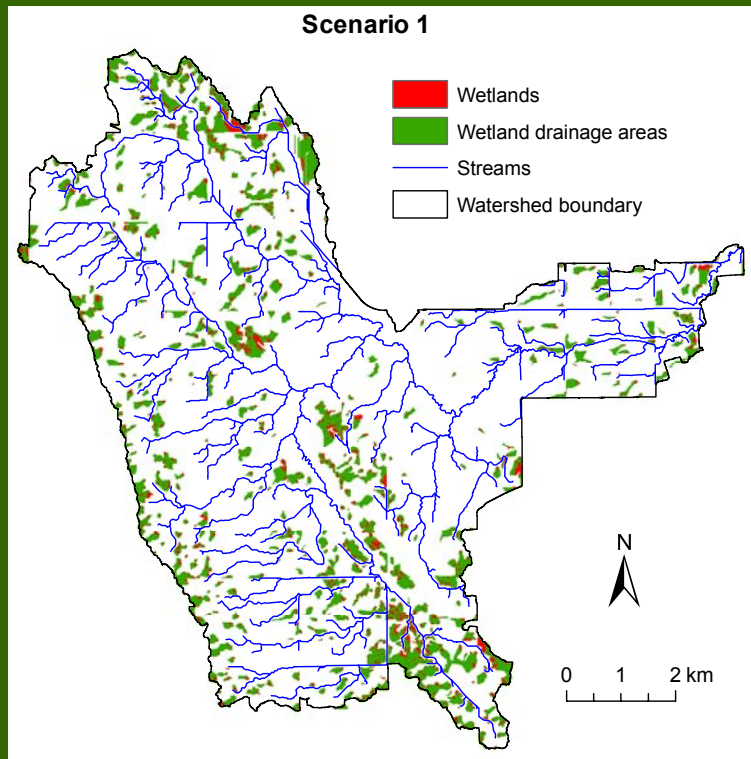 Scenario 1
Wetlands
Wetland drainage areas
Streams
Watershed boundary
N
0 1 2 km